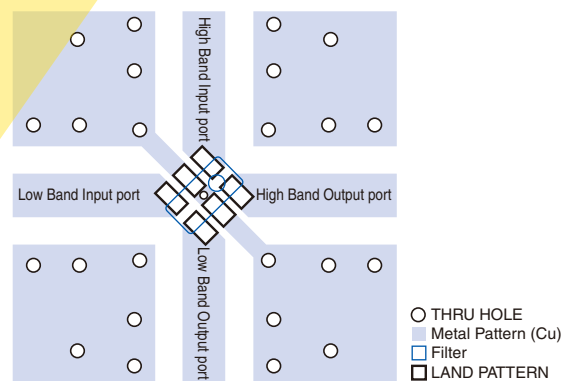 High Band Input port
Low Band Input port
High Band Output port
Low Band Output port
THRU HOLE
Metal Pattern (Cu)
Filter
LAND PATTERN